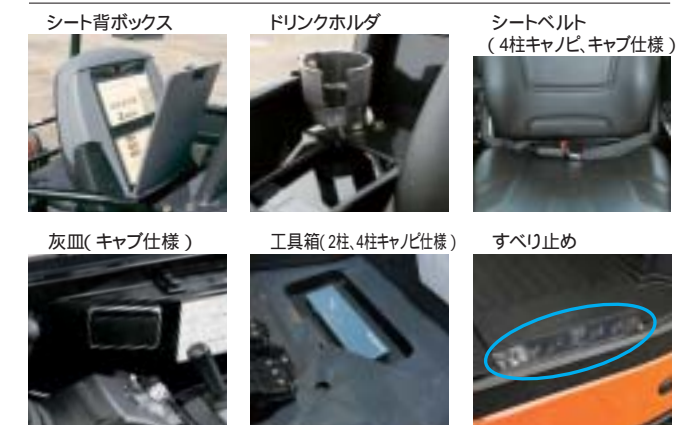 シート背ボックス
ドリンクホルダ
シートベルト
( 4柱キャノピ、キャブ仕様 )
灰皿( キャブ仕様 )
工具箱( 2柱、4柱キャノピ仕様 )
すべり止め